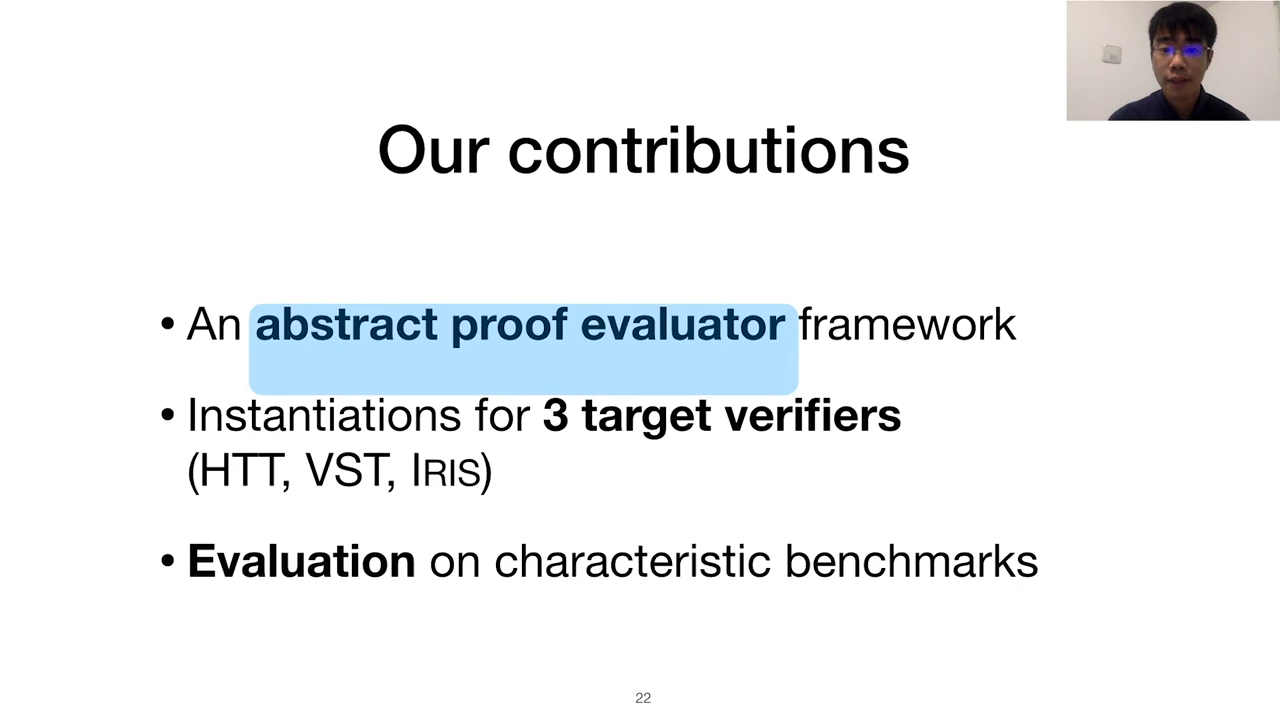 Our contributions
• An abstract proof evaluator framework
• Instantiations for 3 target verifiers
(HTT, VST, IRIS)
• Evaluation on characteristic benchmarks
22